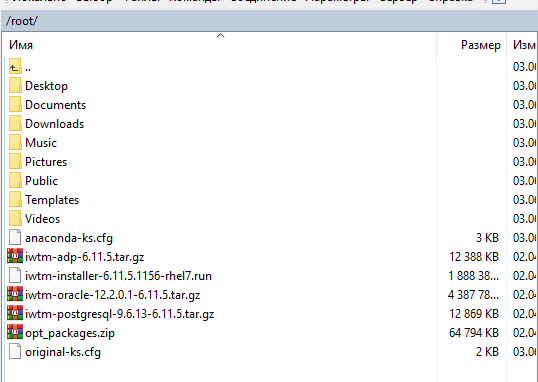 /root/
Имя Размер Изм
.. 03.0
Desktop 03.0
Documents 03.0
Downloads 03.0
Music 03.0
Pictures 03.0
Public 03.0
Templates 03.0
Videos 03.0
anaconda-ks.cfg 3 KB 03.0
iwtm-adp-6.11.5.tar.gz 12 388 KB 02.0
iwtm-installer-6.11.5.1156-rhel7.run 1 888 38... 02.0
iwtm-oracle-12.2.0.1-6.11.5.tar.gz 4 387 78... 02.0
iwtm-postgresql-9.6.13-6.11.5.tar.gz 12 869 KB 02.0
opt_packages.zip 64 794 KB 02.0
original-ks.cfg 2 KB 03.0